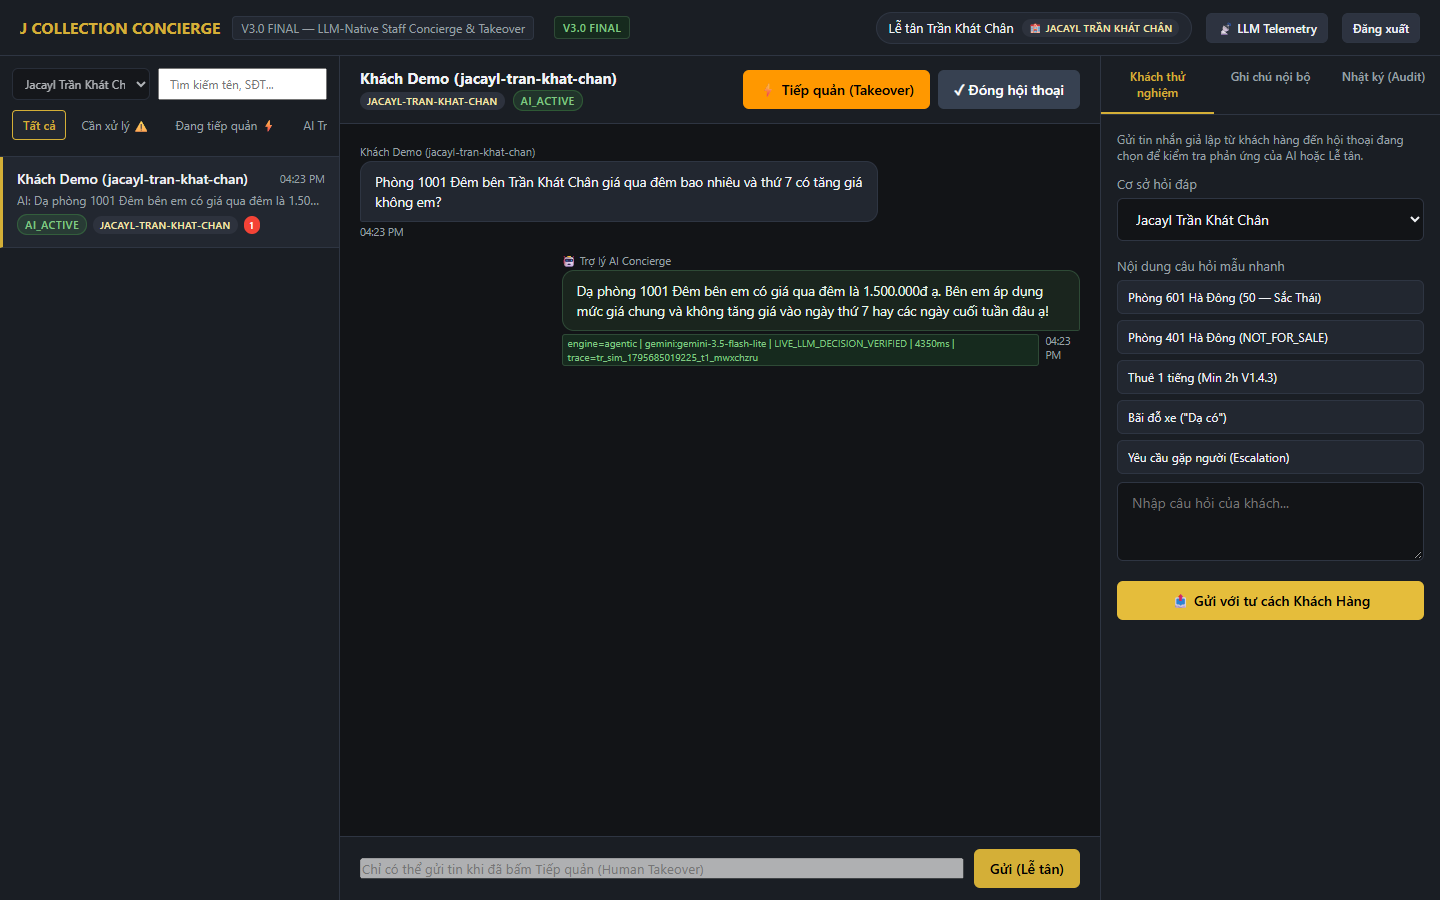 J COLLECTION CONCIERGE
V3.0 FINAL — LLM-Native Staff Concierge & Takeover
V3.0 FINAL
Lễ tân Trần Khát Chân
JACAYL TRẦN KHÁT CHÂN
LLM Telemetry
Đăng xuất
Jacayl Trần Khát Ch
Tìm kiếm tên, SĐT...
Tất cả
Cần xử lý
Đang tiếp quản
AI Tr
Khách Demo (jacayl-tran-khat-chan)
04:23 PM
AI: Dạ phòng 1001 Đêm bên em có giá qua đêm là 1.50...
AI_ACTIVE
JACAYL-TRAN-KHAT-CHAN
1
Khách Demo (jacayl-tran-khat-chan)
JACAYL-TRAN-KHAT-CHAN
AI_ACTIVE
Tiếp quản (Takeover)
✓ Đóng hội thoại
Khách Demo (jacayl-tran-khat-chan)
Phòng 1001 Đêm bên Trần Khát Chân giá qua đêm bao nhiêu và thứ 7 có tăng giá
không em?
04:23 PM
Trợ lý AI Concierge
Dạ phòng 1001 Đêm bên em có giá qua đêm là 1.500.000đ ạ. Bên em áp dụng
mức giá chung và không tăng giá vào ngày thứ 7 hay các ngày cuối tuần đâu ạ!
engine=agentic | gemini:gemini-3.5-flash-lite | LIVE_LLM_DECISION_VERIFIED | 4350ms |
trace=tr_sim_1795685019225_t1_mwxchzru
04:23
PM
Chỉ có thể gửi tin khi đã bấm Tiếp quản (Human Takeover)
Gửi (Lễ tân)
Khách thử
nghiệm
Ghi chú nội bộ
Nhật ký (Audit)
Gửi tin nhắn giả lập từ khách hàng đến hội thoại đang
chọn để kiểm tra phản ứng của AI hoặc Lễ tân.
Cơ sở hỏi đáp
Jacayl Trần Khát Chân
Nội dung câu hỏi mẫu nhanh
Phòng 601 Hà Đông (50 — Sắc Thái)
Phòng 401 Hà Đông (NOT_FOR_SALE)
Thuê 1 tiếng (Min 2h V1.4.3)
Bãi đỗ xe ("Dạ có")
Yêu cầu gặp người (Escalation)
Nhập câu hỏi của khách...
Gửi với tư cách Khách Hàng